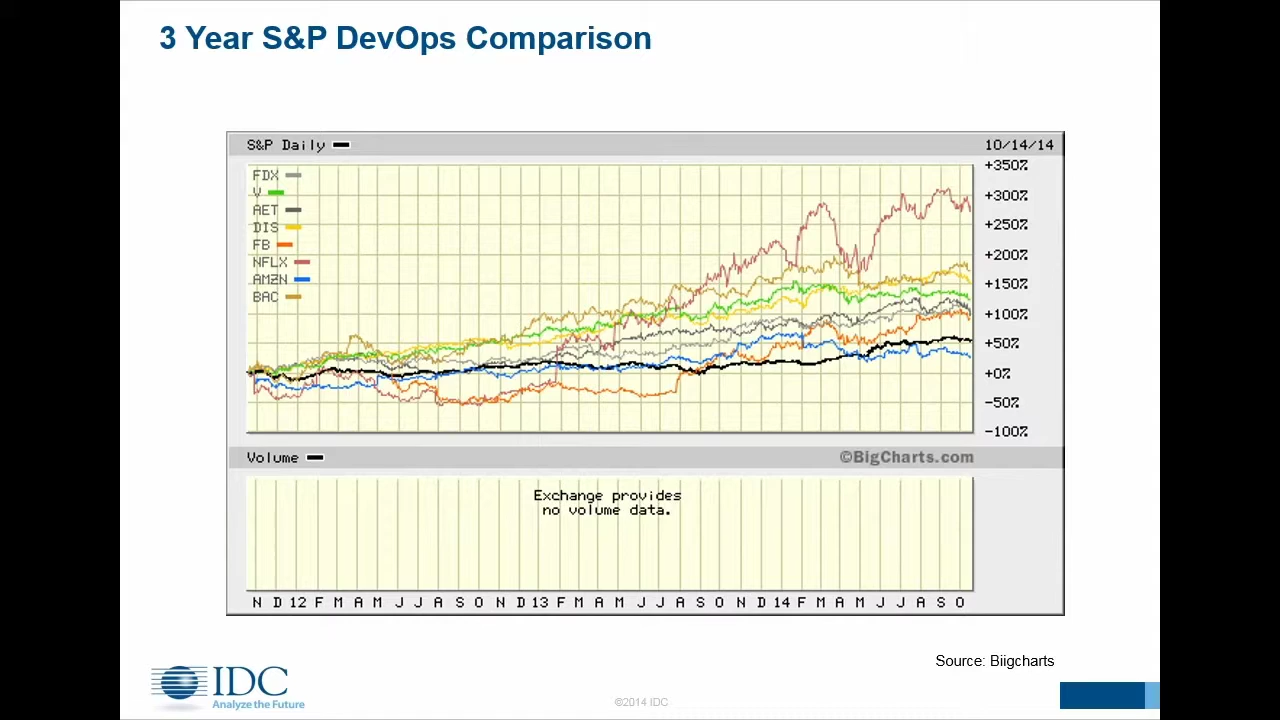 3 Year S&P DevOps Comparison
S&P Daily 10/14/14
+350%
FDX
V
+300%
AET
DIS
+250%
FB
NFLX
+200%
AMZN
+150%
BAC
+100%
+50%
+0%
-50%
-100%
Volume ©BigCharts.com
Exchange provides
no volume data.
N D 12 F M A M J J A S O N D 13 F M A M J J A S O N D 14 F M A M J J A S O
Source: Biigcharts
IDC
Analyze the Future
©2014 IDC